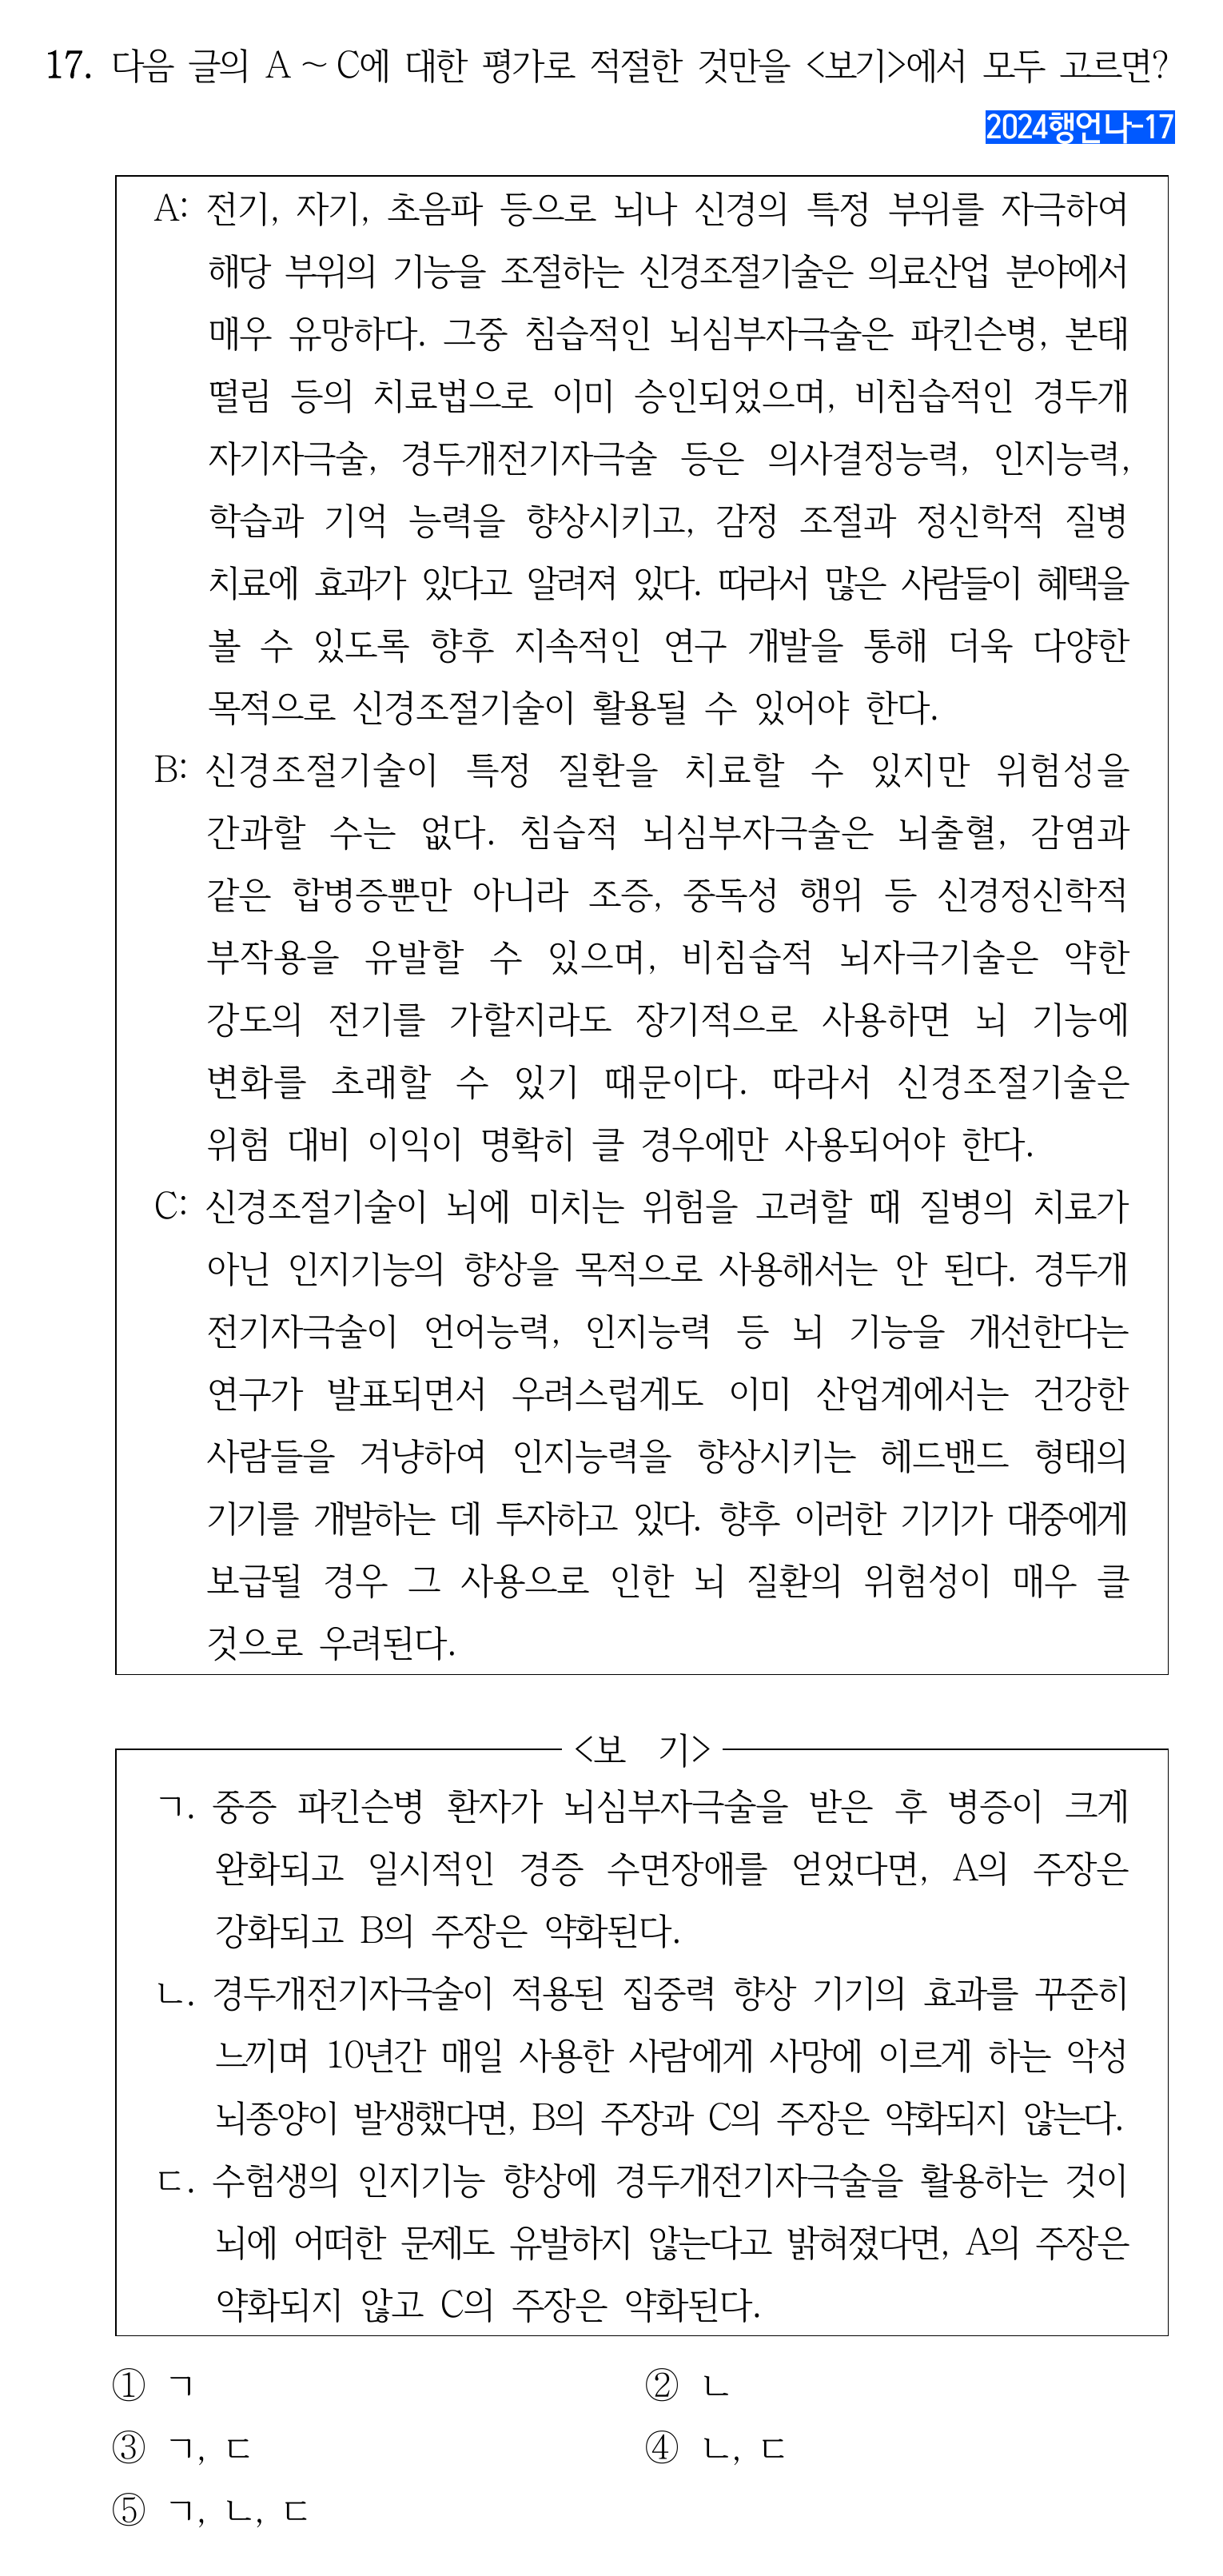 17. 다음 글의 A ~ C에 대한 평가로 적절한 것만을 <보기>에서 모두 고르면?
2024행언나-17
A: 전기, 자기, 초음파 등으로 뇌나 신경의 특정 부위를 자극하여
해당 부위의 기능을 조절하는 신경조절기술은 의료산업 분야에서
매우 유망하다. 그중 침습적인 뇌심부자극술은 파킨슨병, 본태
떨림 등의 치료법으로 이미 승인되었으며, 비침습적인 경두개
자기자극술, 경두개전기자극술 등은 의사결정능력, 인지능력,
학습과 기억 능력을 향상시키고, 감정 조절과 정신학적 질병
치료에 효과가 있다고 알려져 있다. 따라서 많은 사람들이 혜택을
볼 수 있도록 향후 지속적인 연구 개발을 통해 더욱 다양한
목적으로 신경조절기술이 활용될 수 있어야 한다.
B: 신경조절기술이 특정 질환을 치료할 수 있지만 위험성을
간과할 수는 없다. 침습적 뇌심부자극술은 뇌출혈, 감염과
같은 합병증뿐만 아니라 조증, 중독성 행위 등 신경정신학적
부작용을 유발할 수 있으며, 비침습적 뇌자극기술은 약한
강도의 전기를 가할지라도 장기적으로 사용하면 뇌 기능에
변화를 초래할 수 있기 때문이다. 따라서 신경조절기술은
위험 대비 이익이 명확히 클 경우에만 사용되어야 한다.
C: 신경조절기술이 뇌에 미치는 위험을 고려할 때 질병의 치료가
아닌 인지기능의 향상을 목적으로 사용해서는 안 된다. 경두개
전기자극술이 언어능력, 인지능력 등 뇌 기능을 개선한다는
연구가 발표되면서 우려스럽게도 이미 산업계에서는 건강한
사람들을 겨냥하여 인지능력을 향상시키는 헤드밴드 형태의
기기를 개발하는 데 투자하고 있다. 향후 이러한 기기가 대중에게
보급될 경우 그 사용으로 인한 뇌 질환의 위험성이 매우 클
것으로 우려된다.
<보 기>
ㄱ. 중증 파킨슨병 환자가 뇌심부자극술을 받은 후 병증이 크게
완화되고 일시적인 경증 수면장애를 얻었다면, A의 주장은
강화되고 B의 주장은 약화된다.
ㄴ. 경두개전기자극술이 적용된 집중력 향상 기기의 효과를 꾸준히
느끼며 10년간 매일 사용한 사람에게 사망에 이르게 하는 악성
뇌종양이 발생했다면, B의 주장과 C의 주장은 약화되지 않는다.
ㄷ. 수험생의 인지기능 향상에 경두개전기자극술을 활용하는 것이
뇌에 어떠한 문제도 유발하지 않는다고 밝혀졌다면, A의 주장은
약화되지 않고 C의 주장은 약화된다.
① ㄱ ② ㄴ
③ ㄱ, ㄷ ④ ㄴ, ㄷ
⑤ ㄱ, ㄴ, ㄷ